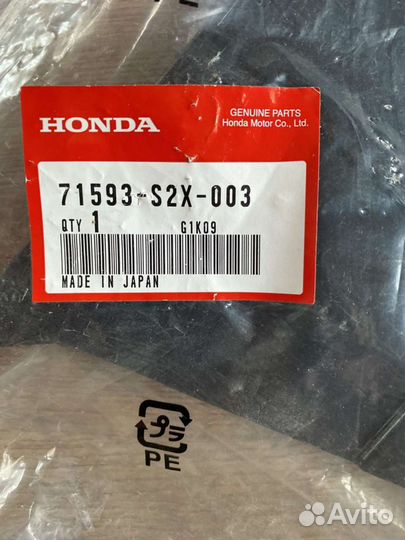 PE
HONDA
GENUINE PARTS
Honda Motor Co., Ltd.
71593-S2X-003
QTY 1 G1K09
MADE IN JAPAN
プラ
PE
Avito